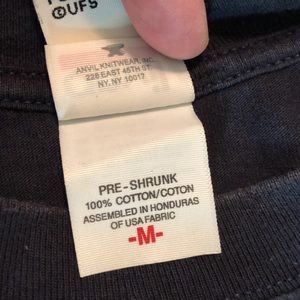 ©UFS
ANVIL KNITWEAR, INC.
228 EAST 45TH ST.
NY. NY 10017
PRE-SHRUNK
100% COTTON/COTON
ASSEMBLED IN HONDURAS
OF USA FABRIC
-M-